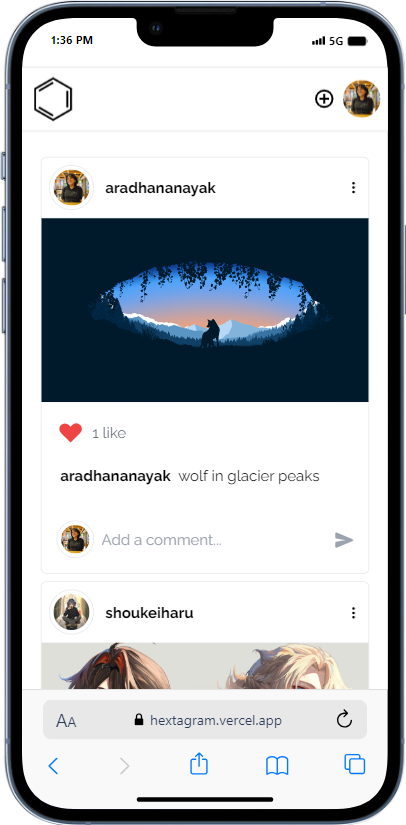 1:36 PM 5G
aradhananayak
1 like
aradhananayak wolf in glacier peaks
Add a comment...
shoukeiharu
AA hextagram.vercel.app